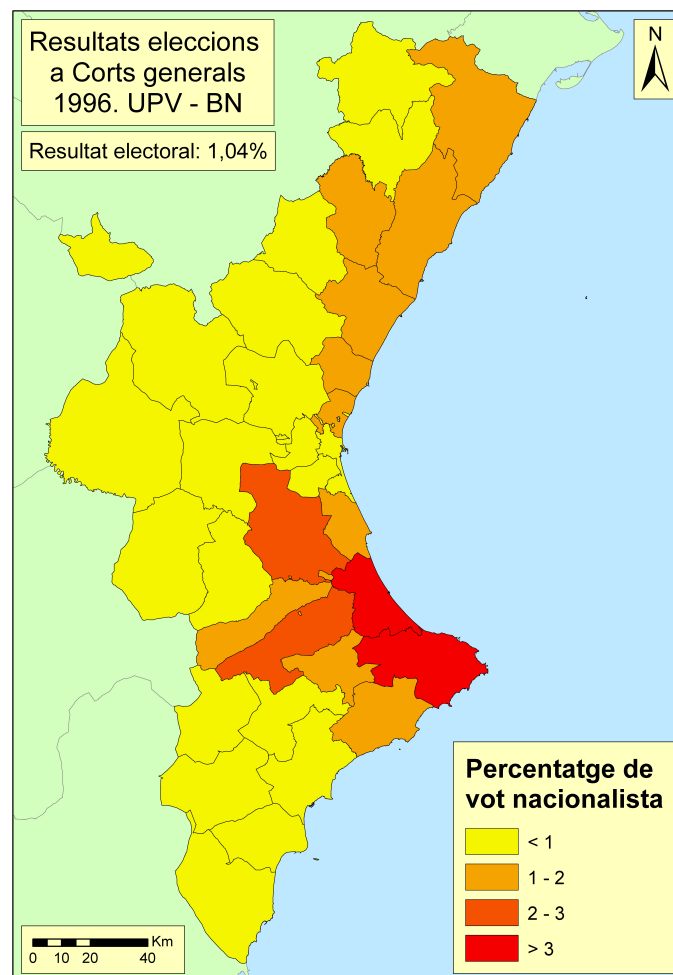 Resultats eleccions
a Corts generals
1996. UPV - BN
Resultat electoral: 1,04%
N
Percentatge de
vot nacionalista
< 1
1 - 2
2 - 3
> 3
Km
0 10 20 40